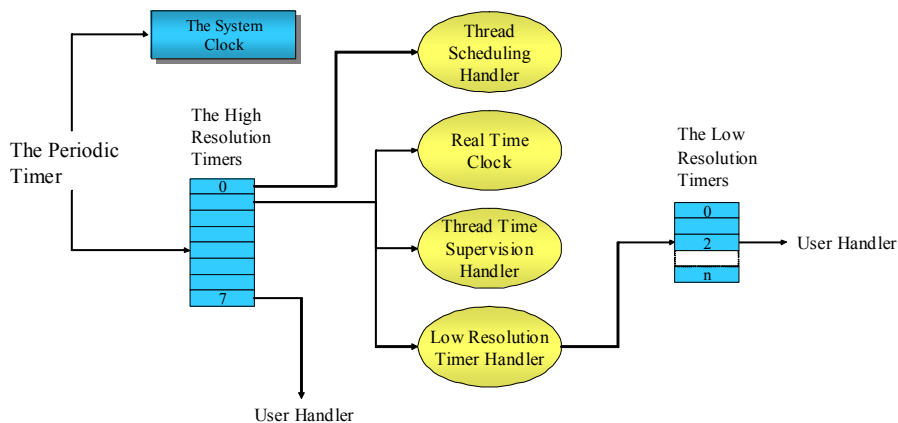 The System
Clock
The Periodic
Timer
The High
Resolution
Timers
0
7
User Handler
Thread
Scheduling
Handler
Real Time
Clock
Thread Time
Supervision
Handler
Low Resolution
Timer Handler
The Low
Resolution
Timers
0
2
n
User Handler